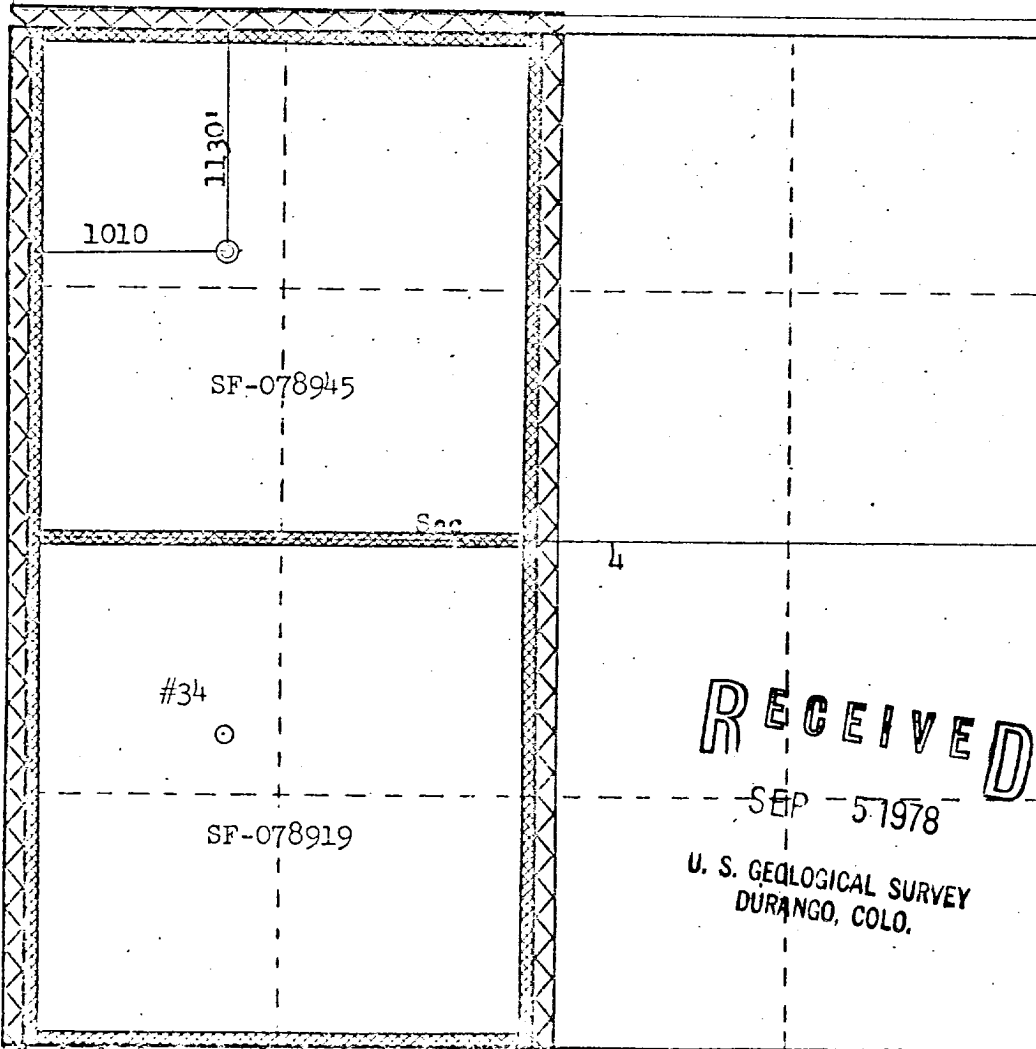 1130'
1010
SF-078945
Sec
4
#34
SF-078919
RECEIVED
SEP 5 1978
U. S. GEOLOGICAL SURVEY
DURANGO, COLO.